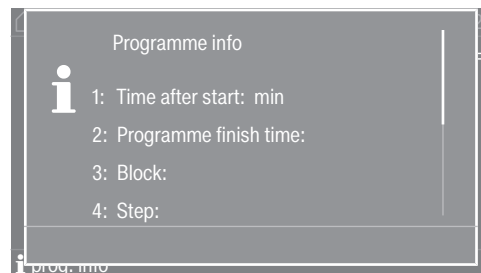 Programme info
1: Time after start: min
2: Programme finish time:
3: Block:
4: Step:
prog. info